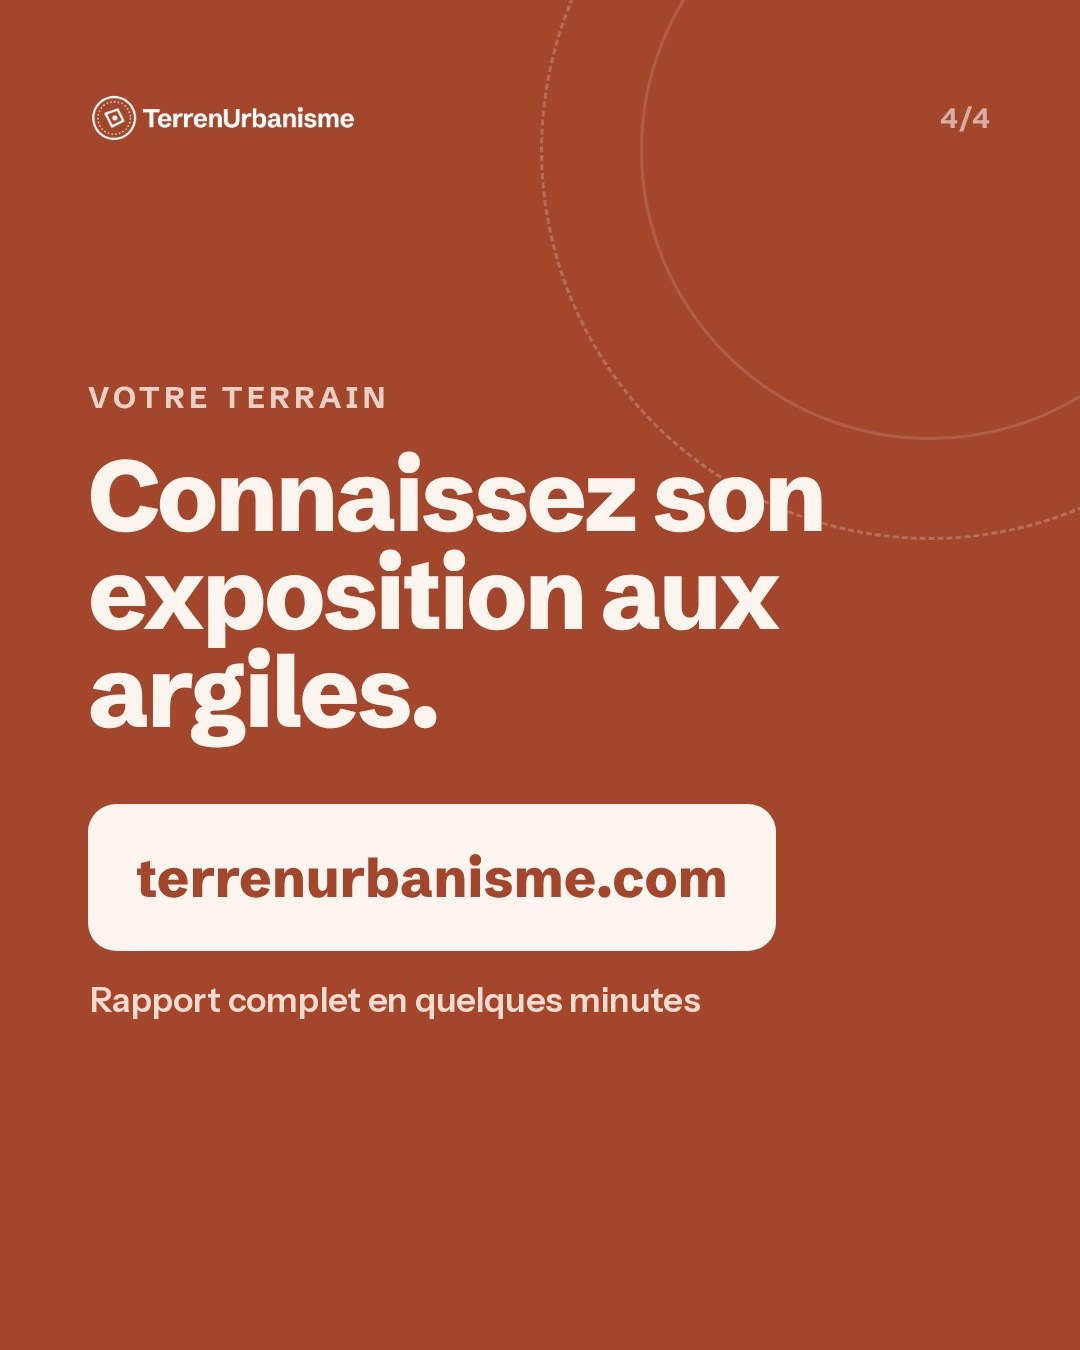 TerrenUrbanisme
4/4
VOTRE TERRAIN
Connaissez son
exposition aux
argiles.
terrenurbanisme.com
Rapport complet en quelques minutes